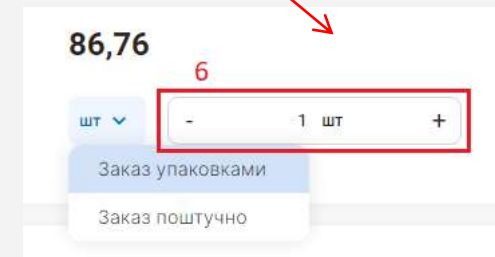 86,76
6
шт
- 1 шт +
Заказ упаковками
Заказ поштучно